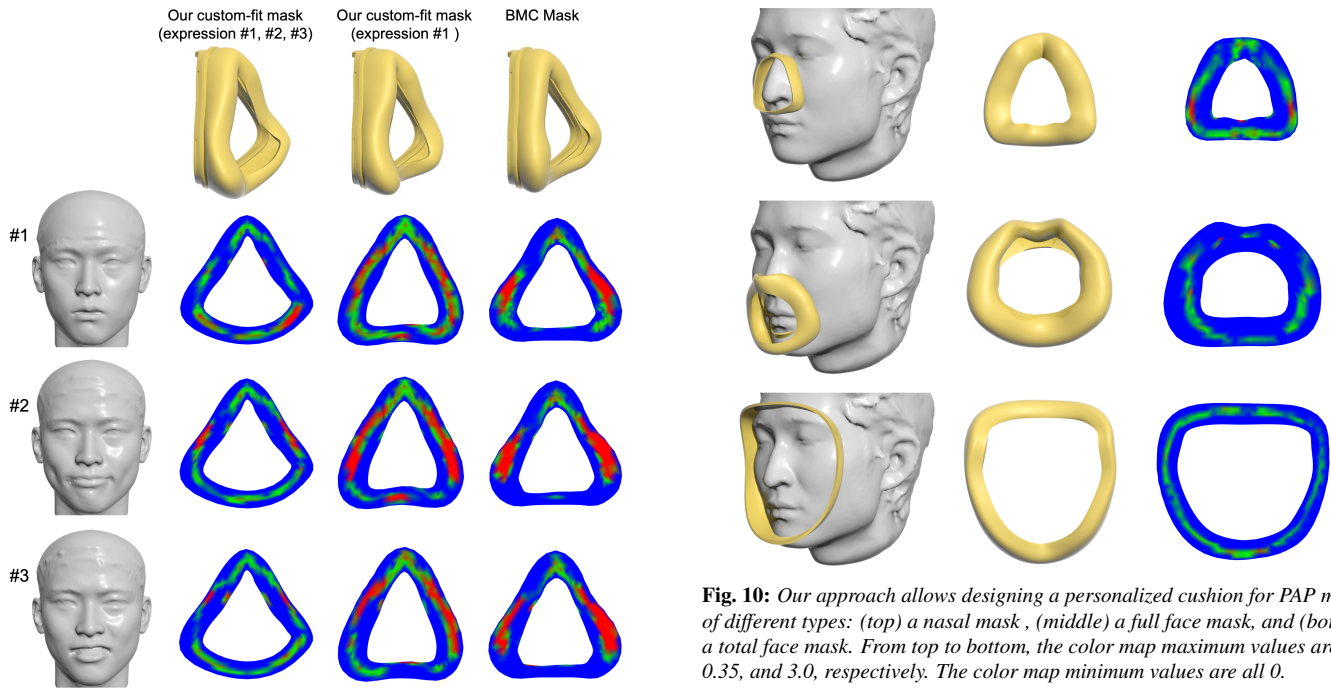 Our custom-fit mask
(expression #1, #2, #3)
Our custom-fit mask
(expression #1 )
BMC Mask
#1
#2
#3
Fig. 10: Our approach allows designing a personalized cushion for PAP
of different types: (top) a nasal mask , (middle) a full face mask, and
a total face mask. From top to bottom, the color map maximum values
0.35, and 3.0, respectively. The color map minimum values are all 0.